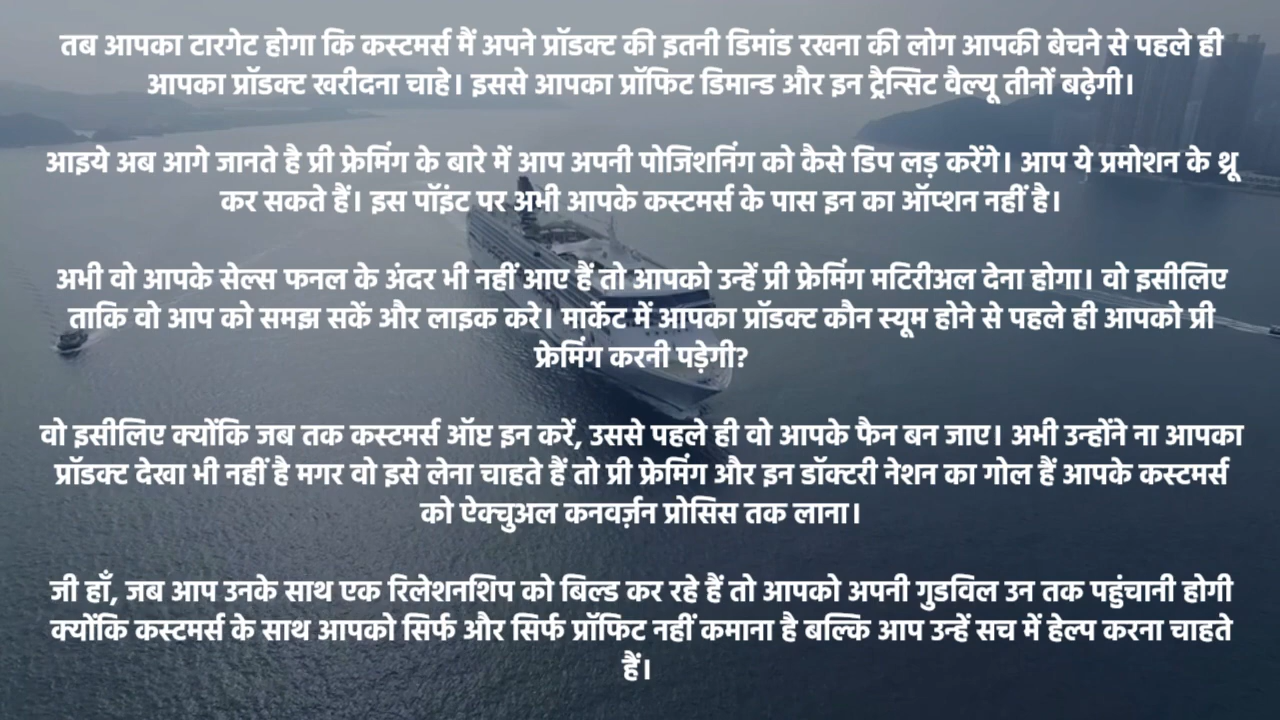 तब आपका टारगेट होगा कि कस्टमर्स मैं अपने प्रॉडक्ट की इतनी डिमांड रखना की लोग आपकी बेचने से पहले ही
आपका प्रॉडक्ट खरीदना चाहे। इससे आपका प्रॉफिट डिमान्ड और इन ट्रैन्सिट वैल्यू तीनों बढ़ेगी।
आइये अब आगे जानते है प्री फ्रेमिंग के बारे में आप अपनी पोजिशनिंग को कैसे डिप लड़ करेंगे। आप ये प्रमोशन के थ्रू
कर सकते हैं। इस पॉइंट पर अभी आपके कस्टमर्स के पास इन का ऑप्शन नहीं है।
अभी वो आपके सेल्स फनल के अंदर भी नहीं आए हैं तो आपको उन्हें प्री फ्रेमिंग मटिरीअल देना होगा। वो इसीलिए
ताकि वो आप को समझ सकें और लाइक करे। मार्केट में आपका प्रॉडक्ट कौन स्यूम होने से पहले ही आपको प्री
फ्रेमिंग करनी पड़ेगी?
वो इसीलिए क्योंकि जब तक कस्टमर्स ऑप्ट इन करें, उससे पहले ही वो आपके फैन बन जाए। अभी उन्होंने ना आपका
प्रॉडक्ट देखा भी नहीं है मगर वो इसे लेना चाहते हैं तो प्री फ्रेमिंग और इन डॉक्टरी नेशन का गोल हैं आपके कस्टमर्स
को ऐक्चुअल कनवर्ज़न प्रोसिस तक लाना।
जी हाँ, जब आप उनके साथ एक रिलेशनशिप को बिल्ड कर रहे हैं तो आपको अपनी गुडविल उन तक पहुंचानी होगी
क्योंकि कस्टमर्स के साथ आपको सिर्फ और सिर्फ प्रॉफिट नहीं कमाना है बल्कि आप उन्हें सच में हेल्प करना चाहते
हैं।